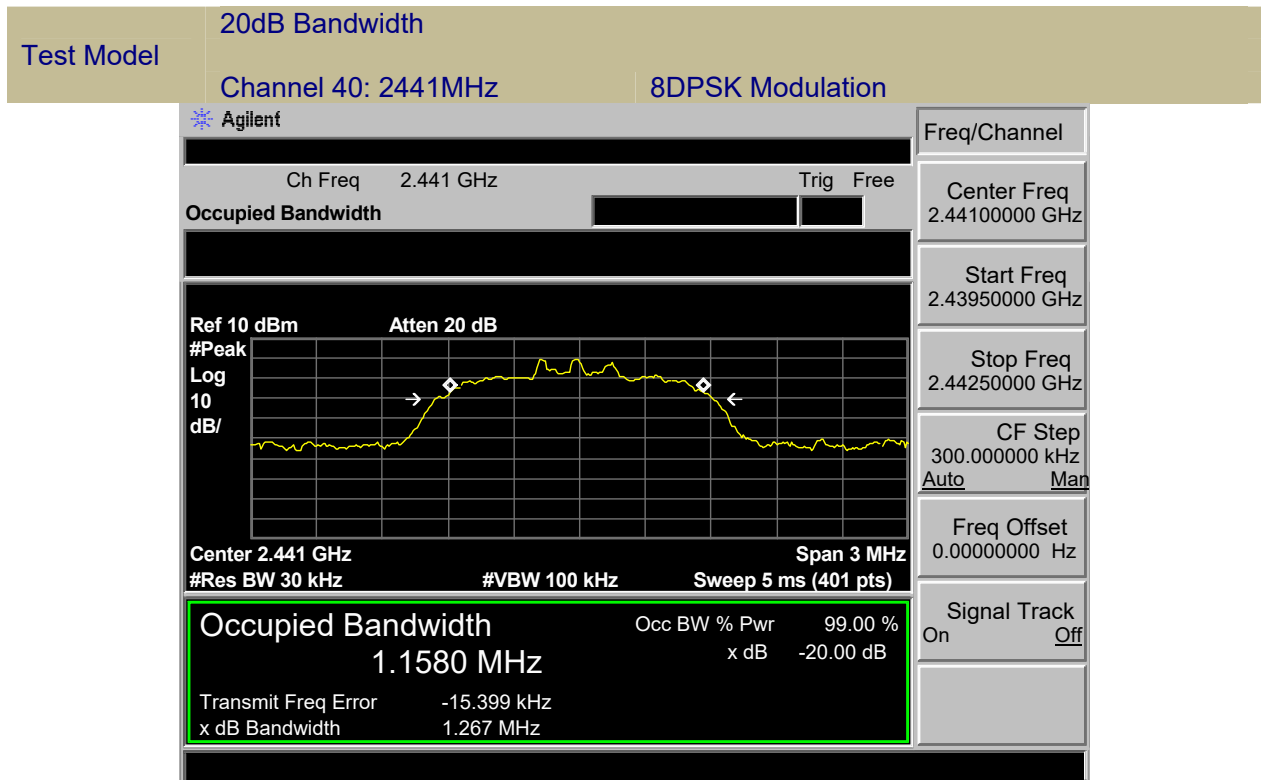 20dB Bandwidth
Test Model
Channel 40: 2441MHz 8DPSK Modulation
Agilent
Freq/Channel
Ch Freq 2.441 GHz Trig Free
Occupied Bandwidth
Center Freq
2.44100000 GHz
Start Freq
2.43950000 GHz
Stop Freq
2.44250000 GHz
CF Step
300.000000 kHz
Auto Man
Freq Offset
0.00000000 Hz
Signal Track
On Off
Ref 10 dBm Atten 20 dB
#Peak
Log
10
dB/
Center 2.441 GHz Span 3 MHz
#Res BW 30 kHz #VBW 100 kHz Sweep 5 ms (401 pts)
Occupied Bandwidth
1.1580 MHz
Occ BW % Pwr 99.00 %
x dB -20.00 dB
Transmit Freq Error -15.399 kHz
x dB Bandwidth 1.267 MHz